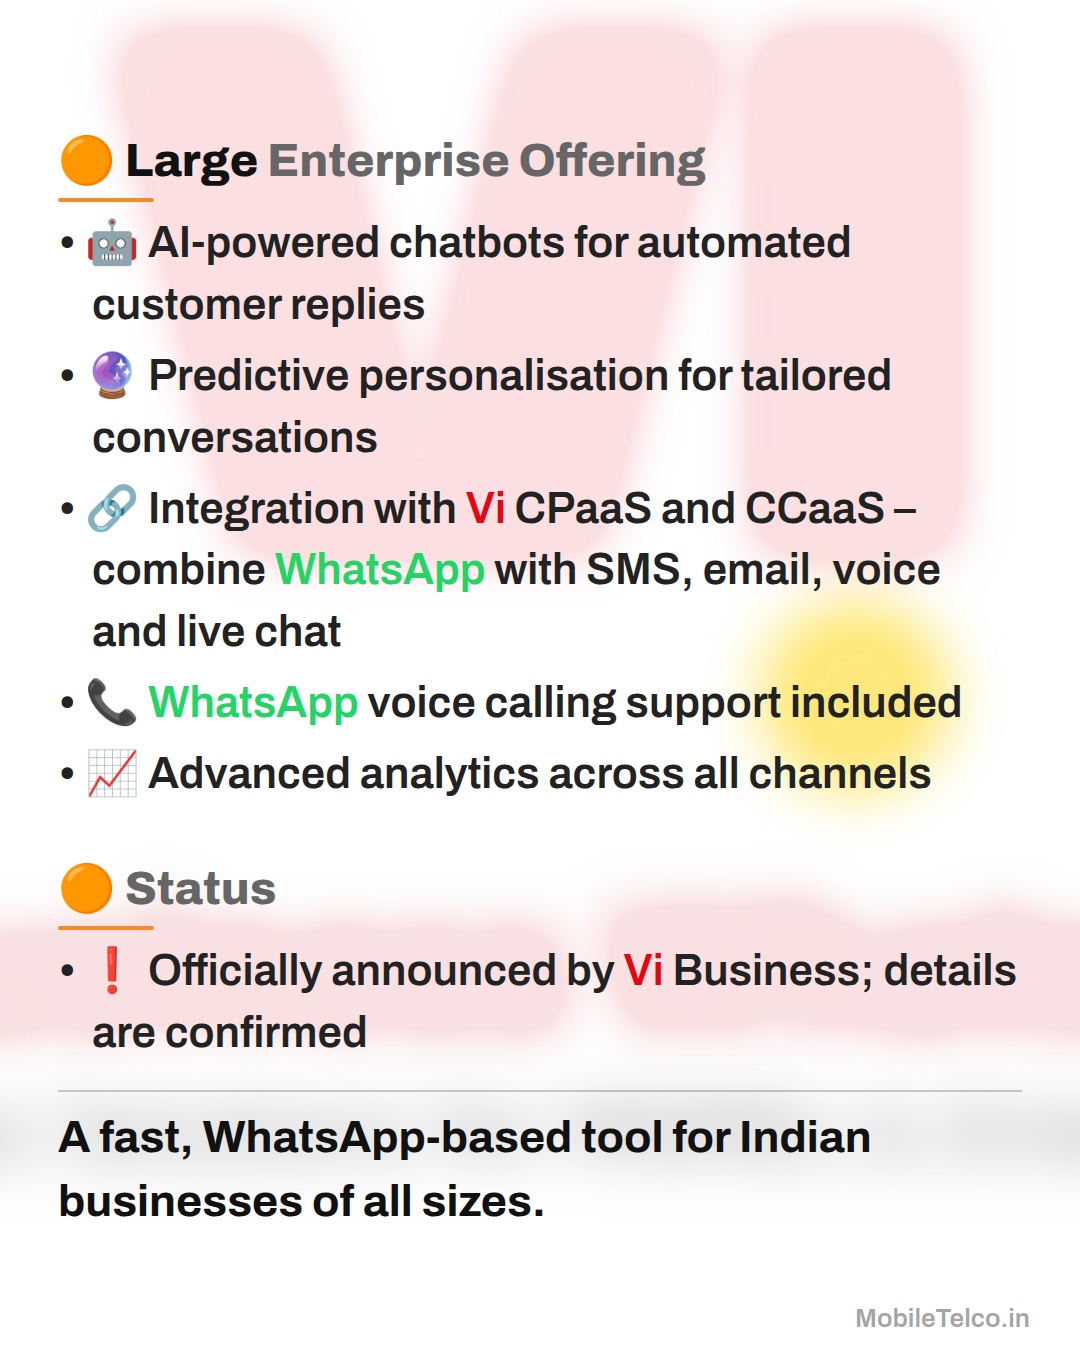 🟠 Large Enterprise Offering
• 🤖 AI-powered chatbots for automated
customer replies
• 🔮 Predictive personalisation for tailored
conversations
• 🔗 Integration with Vi CPaaS and CCaaS –
combine WhatsApp with SMS, email, voice
and live chat
• 📞 WhatsApp voice calling support included
• 📈 Advanced analytics across all channels
🟠 Status
• ❗ Officially announced by Vi Business; details
are confirmed
A fast, WhatsApp-based tool for Indian
businesses of all sizes.
MobileTelco.in